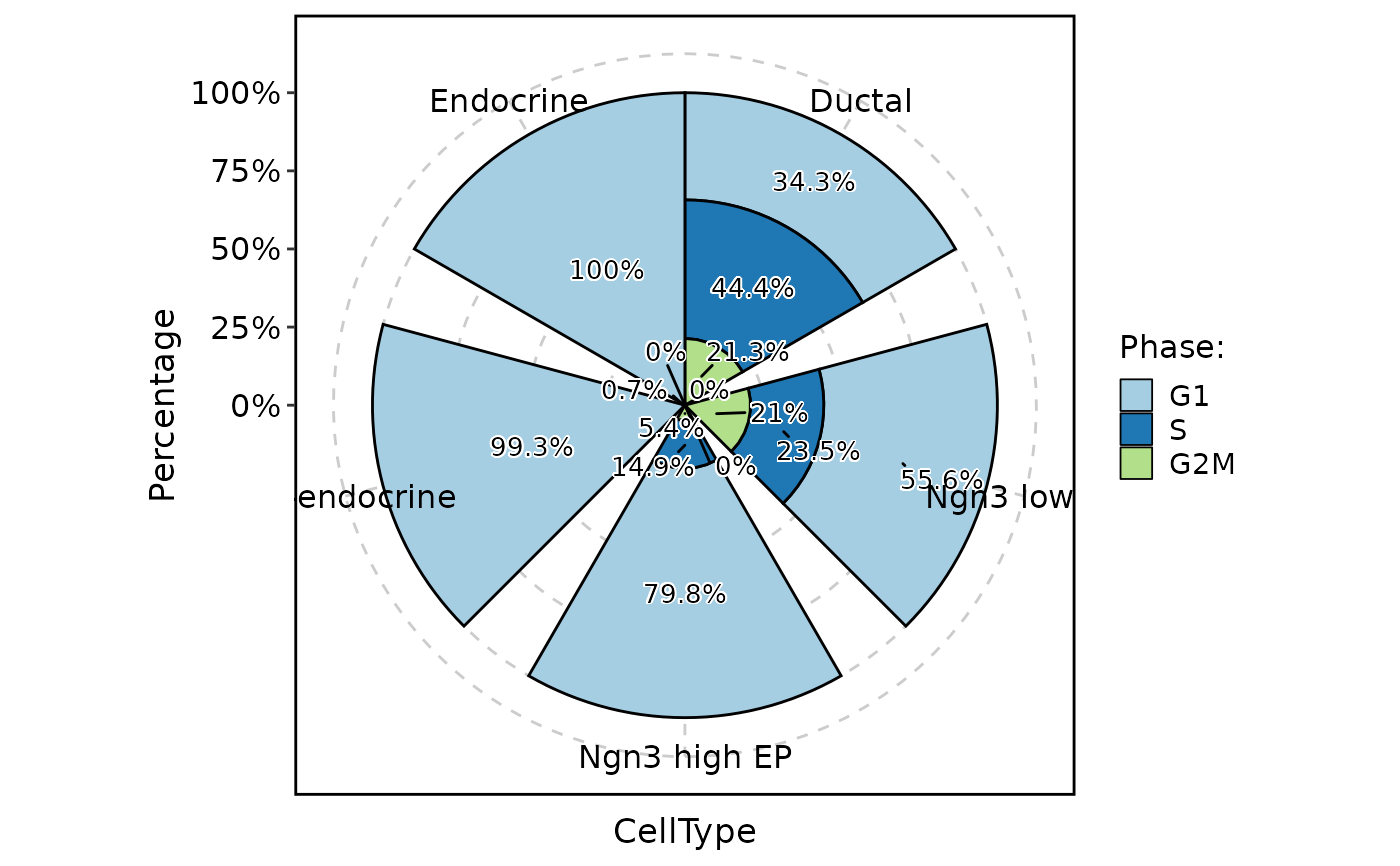 Endocrine
Ductal
100%
75%
50%
25%
0%
Percentage
34.3%
100%
44.4%
0%
21.3%
0.7%
0%
21%
5.4%
23.5%
99.3%
14.9%
0%
55.6%
endocrine
Ngn3 low
79.8%
Ngn3 high EP
CellType
Phase:
G1
S
G2M